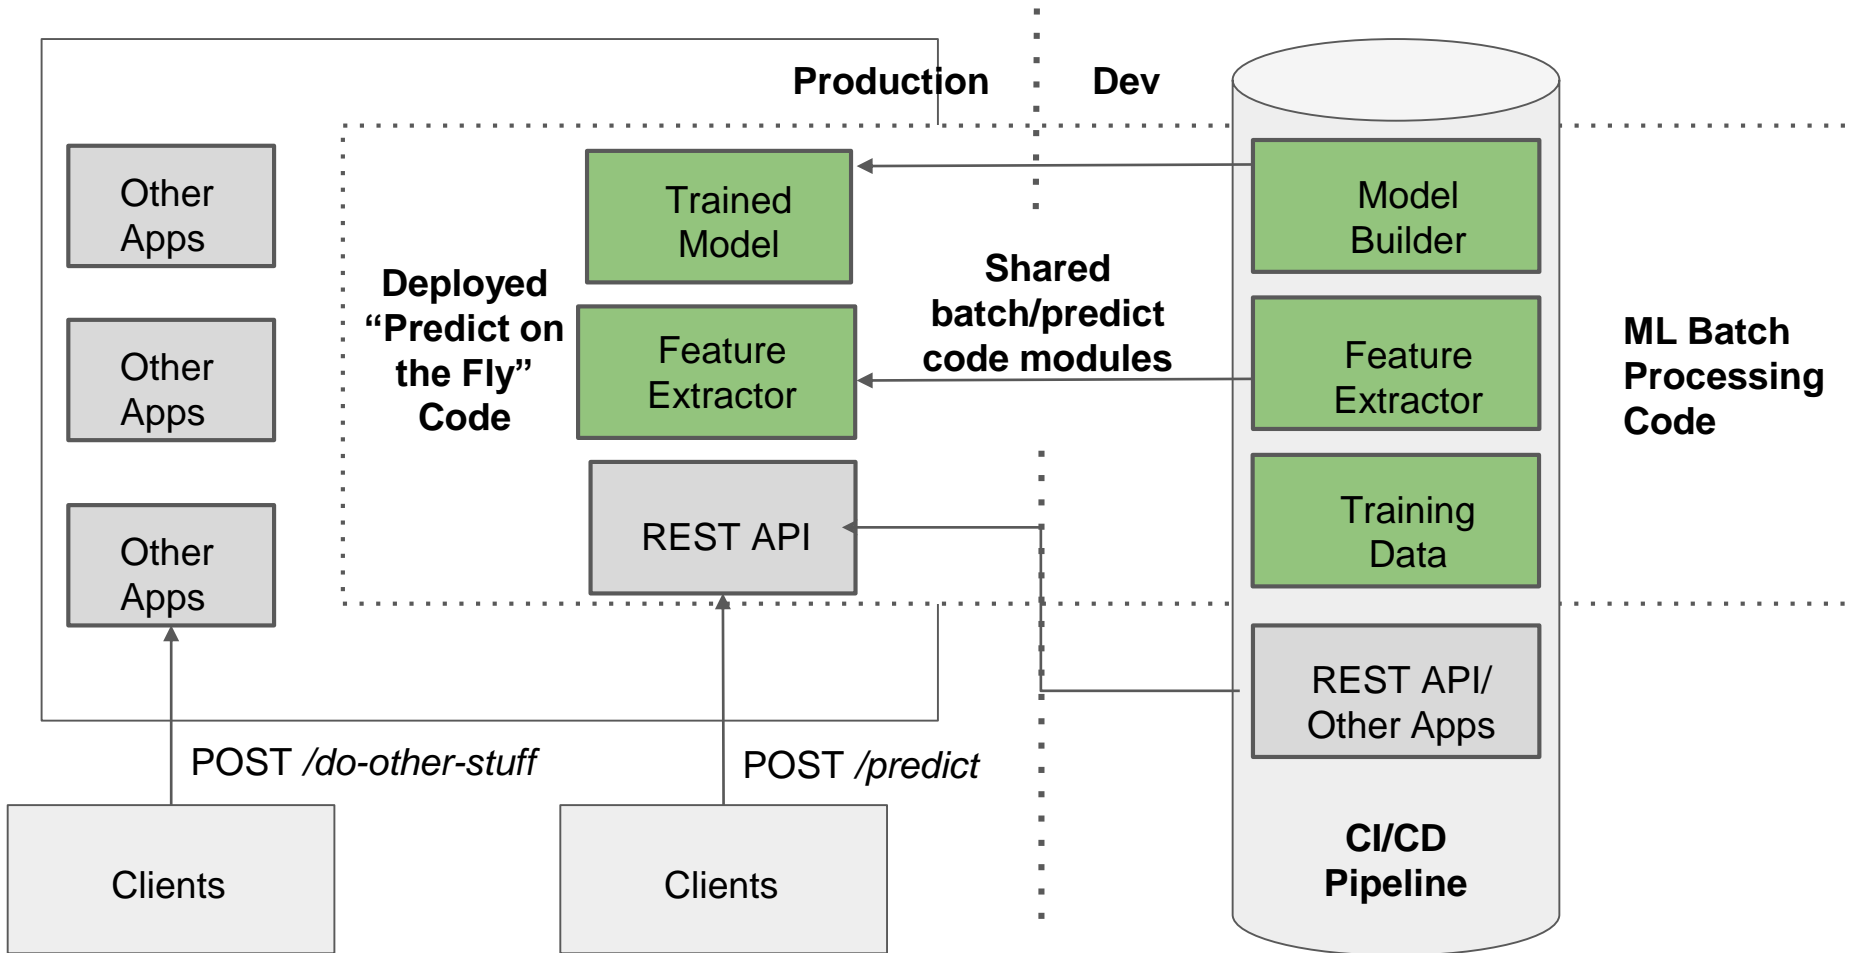 Production
Dev
Other
Apps
Trained
Model
Model
Builder
Deployed
“Predict on
the Fly”
Code
Shared
batch/predict
code modules
Other
Apps
Feature
Extractor
Feature
Extractor
ML Batch
Processing
Code
Other
Apps
REST API
Training
Data
REST API/
Other Apps
POST /do-other-stuff
POST /predict
Clients
Clients
CI/CD
Pipeline